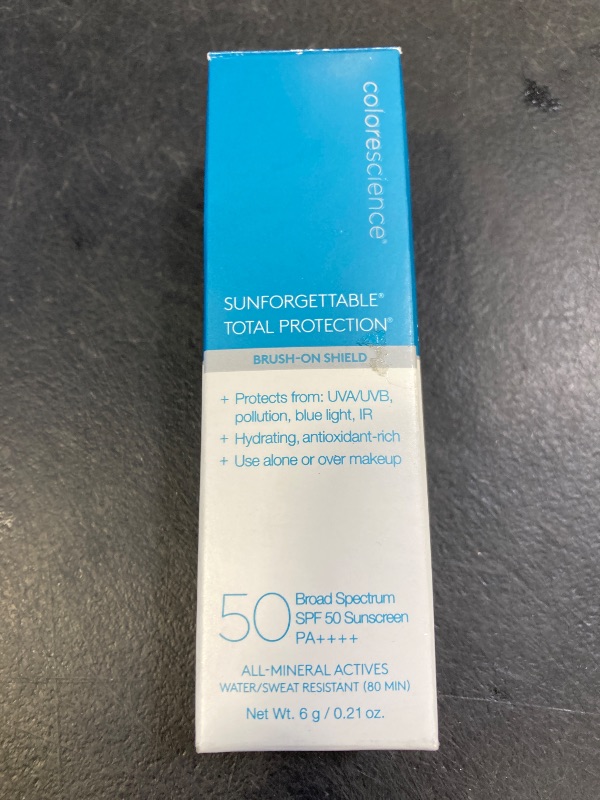 colorescience®
SUNFORGETTABLE®
TOTAL PROTECTION®
BRUSH-ON SHIELD
+ Protects from: UVA/UVB,
pollution, blue light, IR
+ Hydrating, antioxidant-rich
+ Use alone or over makeup
50
Broad Spectrum
SPF 50 Sunscreen
PA++++
ALL-MINERAL ACTIVES
WATER/SWEAT RESISTANT (80 MIN)
Net Wt. 6 g / 0.21 oz.